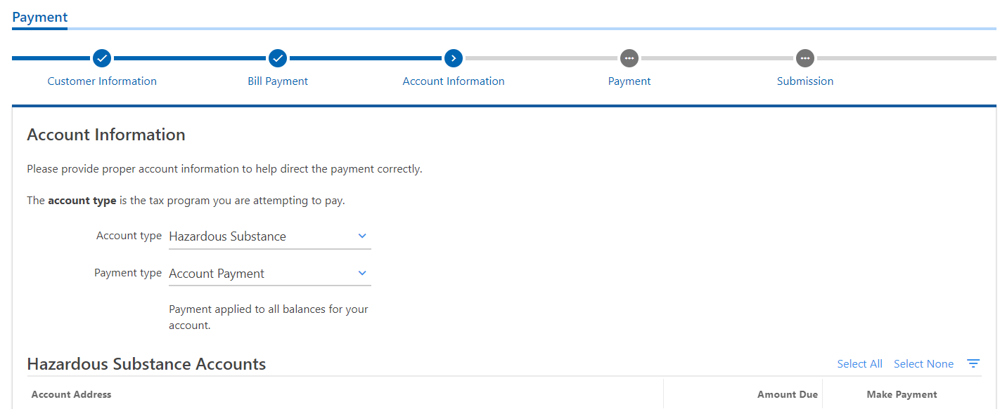 Payment
Customer Information
Bill Payment
Account Information
Payment
Submission
Account Information
Please provide proper account information to help direct the payment correctly.
The account type is the tax program you are attempting to pay.
Account type Hazardous Substance
Payment type Account Payment
Payment applied to all balances for your
account.
Hazardous Substance Accounts Select All Select None
Account Address Amount Due Make Payment